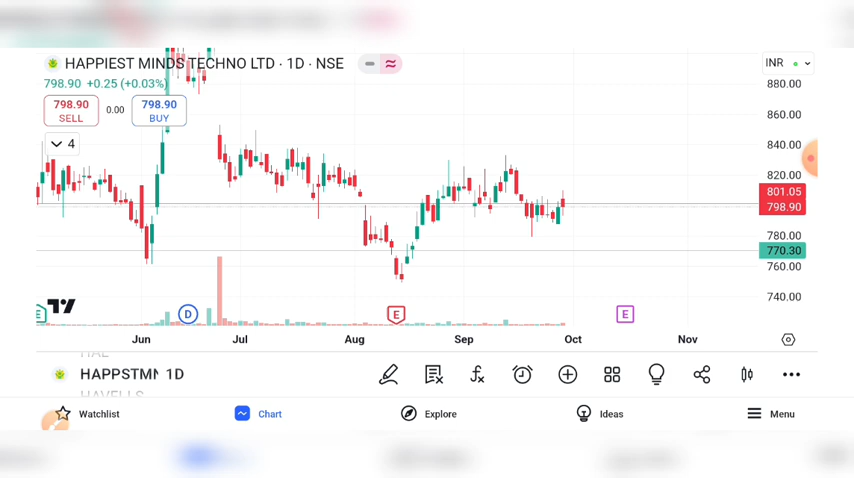 HAPPIEST MINDS TECHNO LTD · 1D · NSE
INR
798.90 +0.25 (+0.03%)
798.90
SELL
0.00
798.90
BUY
4
880.00
860.00
840.00
820.00
801.05
798.90
780.00
770.30
760.00
740.00
E
D
E
E
Jun
Jul
Aug
Sep
Oct
Nov
HAL
HAPPSTMN 1D
HAVELLS
Watchlist
Chart
Explore
Ideas
Menu